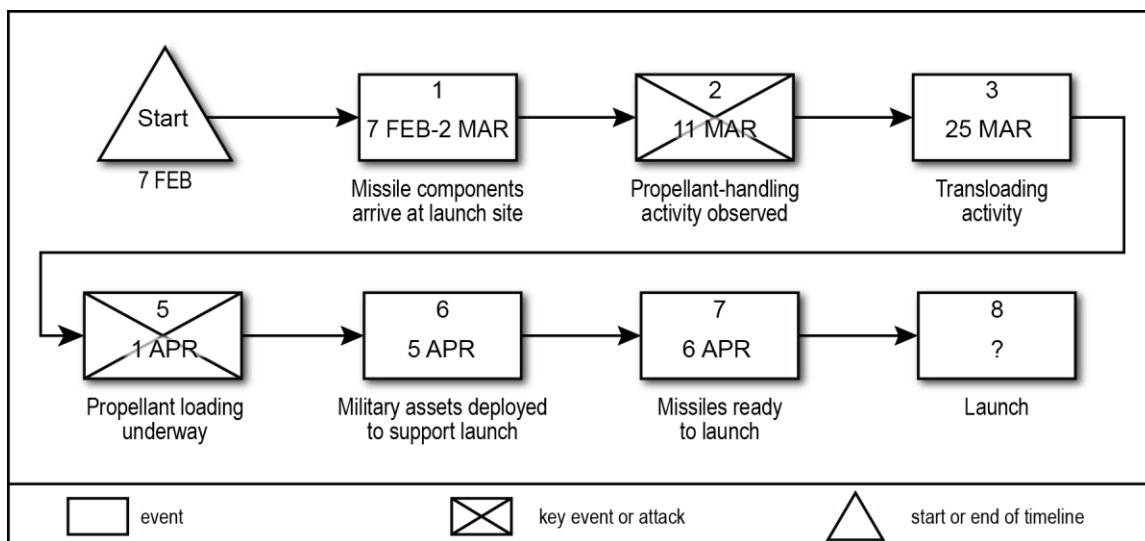 Start
7 FEB
1
7 FEB-2 MAR
Missile components
arrive at launch site
2
11 MAR
Propellant-handling
activity observed
3
25 MAR
Transloading
activity
5
1 APR
Propellant loading
underway
6
5 APR
Military assets deployed
to support launch
7
6 APR
Missiles ready
to launch
8
?
Launch
event
key event or attack
start or end of timeline